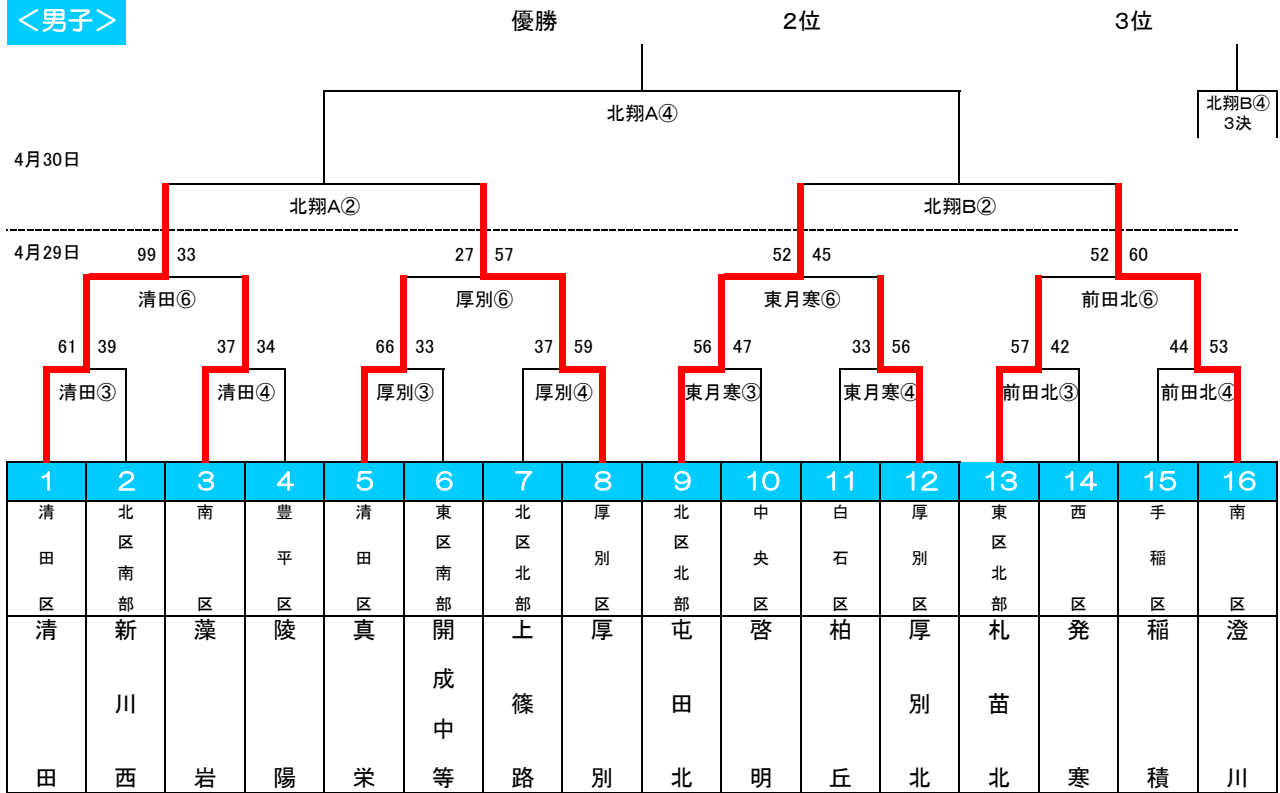 ＜男子＞
優勝 2位 3位
北翔A④
北翔B④
3決
4月30日
北翔A② 北翔B②
4月29日
99 33 27 57 52 45 52 60
清田⑥ 厚別⑥ 東月寒⑥ 前田北⑥
61 39 37 34 66 33 37 59 56 47 33 56 57 42 44 53
清田③ 清田④ 厚別③ 厚別④ 東月寒③ 東月寒④ 前田北③ 前田北④
1 2 3 4 5 6 7 8 9 10 11 12 13 14 15 16
清田区 北区南部 南区 豊平区 清田区 東区南部 北区北部 厚別区 北区北部 中央区 白石区 厚別区 東区北部 西区 手稲区 南区
清田 新川西 藻岩 陵陽 真栄 開成中等 上篠路 厚別 屯田北 啓明 柏丘 厚別北 札苗北 発寒 稲積 澄川